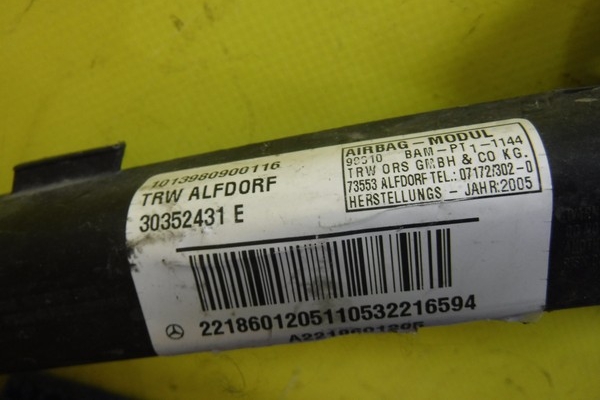 1013980900116
TRW ALFDORF
30352431 E
AIRBAG-MODUL
BAM-PT1-1144
TRW ORS GMBH & CO KG.
73553 ALFDORF TEL.: 07172/302-0
HERSTELLUNGS - JAHR:2005
2218601205110532216594